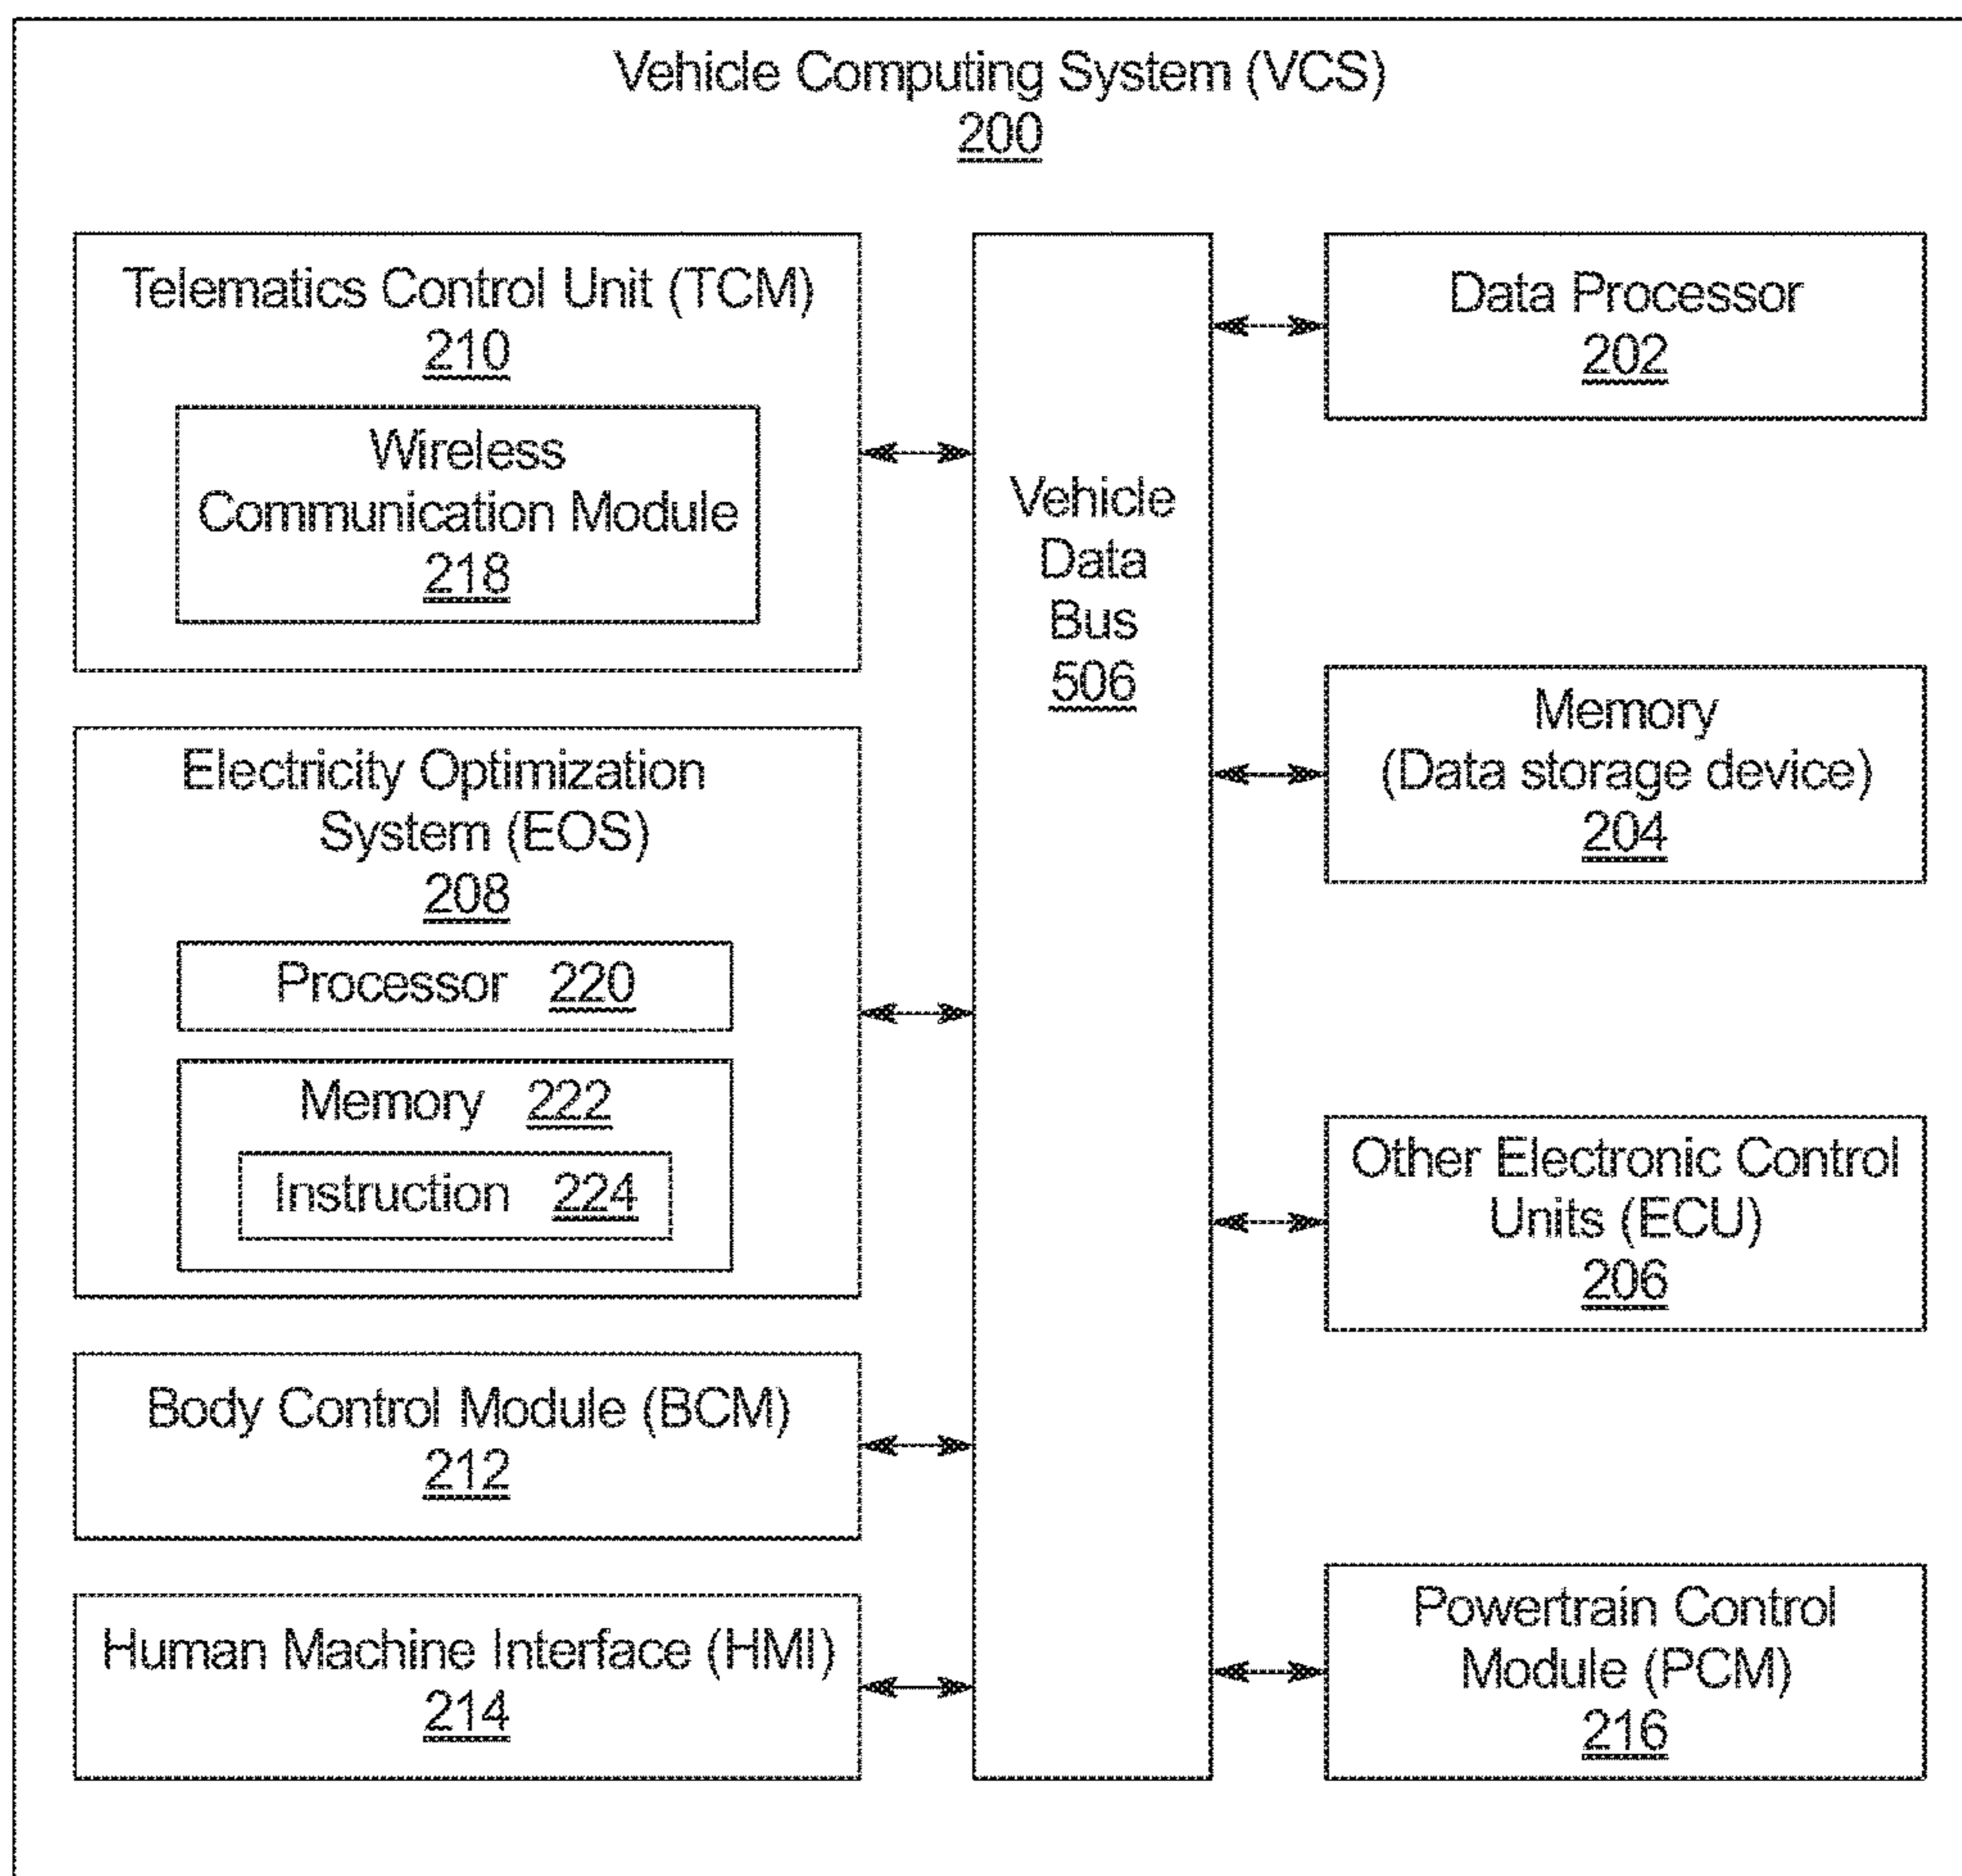 Vehicle Computing System (VCS)
200
Telematics Control Unit (TCM)
210
Wireless
Communication Module
218
Electricity Optimization
System (EOS)
208
Processor 220
Memory 222
Instruction 224
Body Control Module (BCM)
212
Human Machine Interface (HMI)
214
Vehicle
Data
Bus
506
Data Processor
202
Memory
(Data storage device)
204
Other Electronic Control
Units (ECU)
206
Powertrain Control
Module (PCM)
216